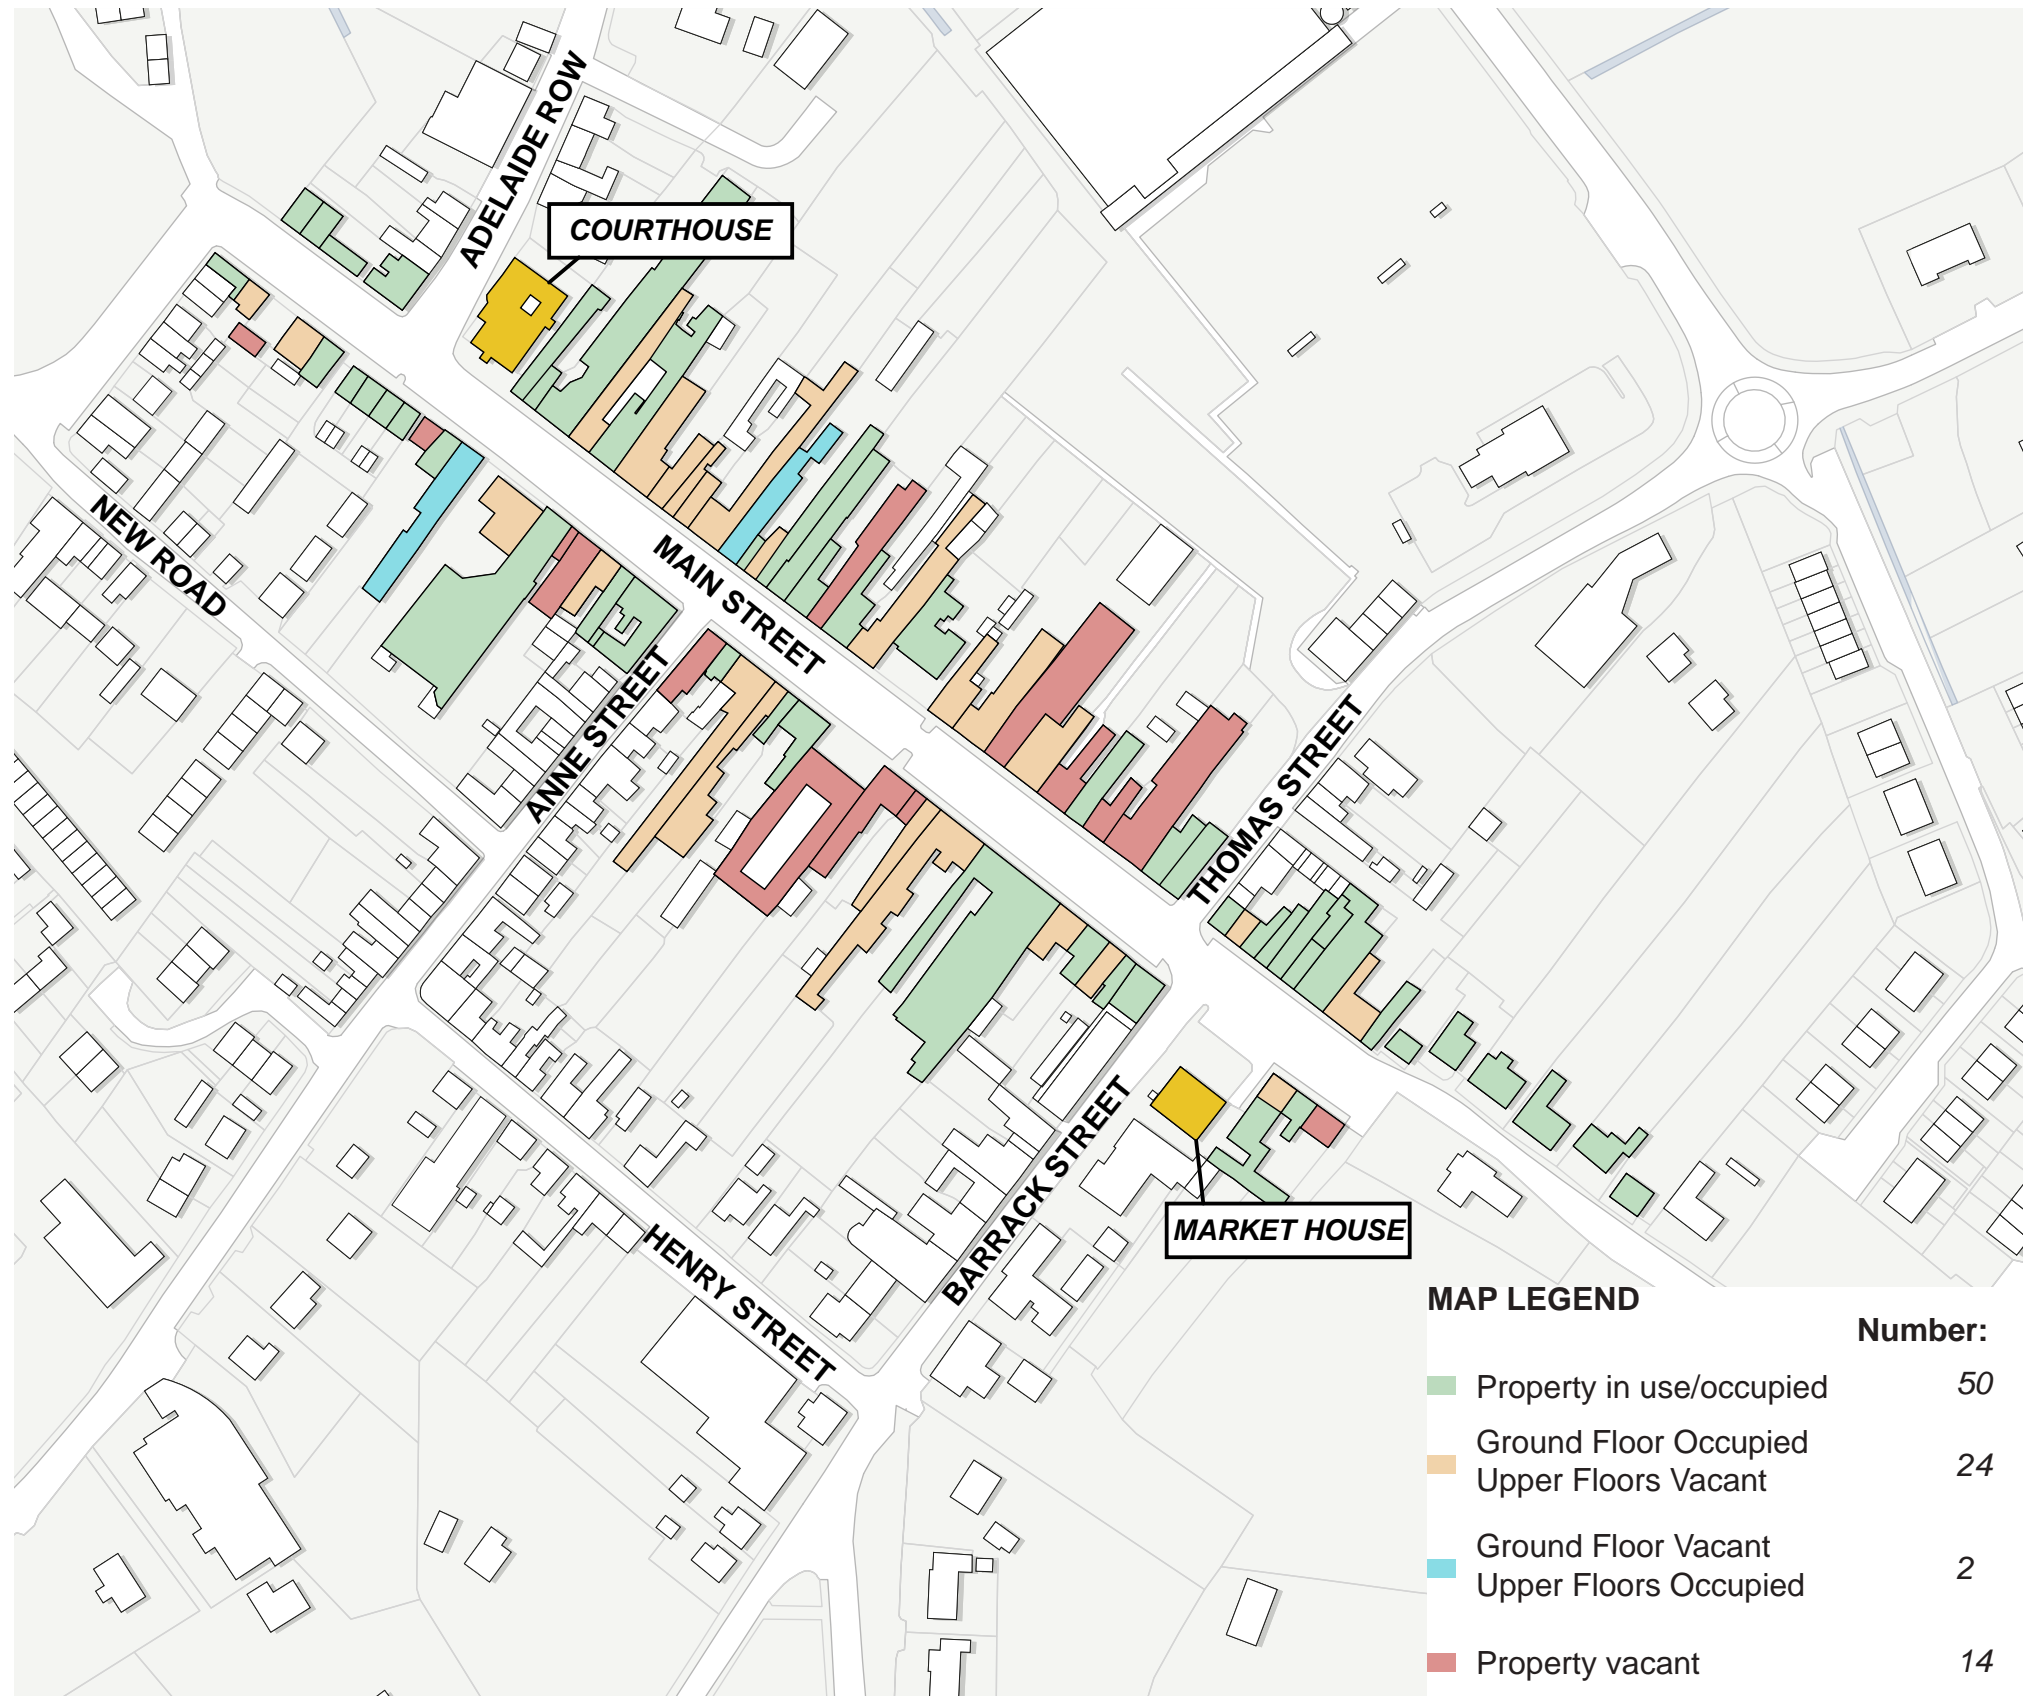 ADELAIDE ROW
COURTHOUSE
NEW ROAD
MAIN STREET
ANNE STREET
THOMAS STREET
BARRACK STREET
MARKET HOUSE
HENRY STREET
MAP LEGEND
Number:
Property in use/occupied 50
Ground Floor Occupied
Upper Floors Vacant 24
Ground Floor Vacant
Upper Floors Occupied 2
Property vacant 14